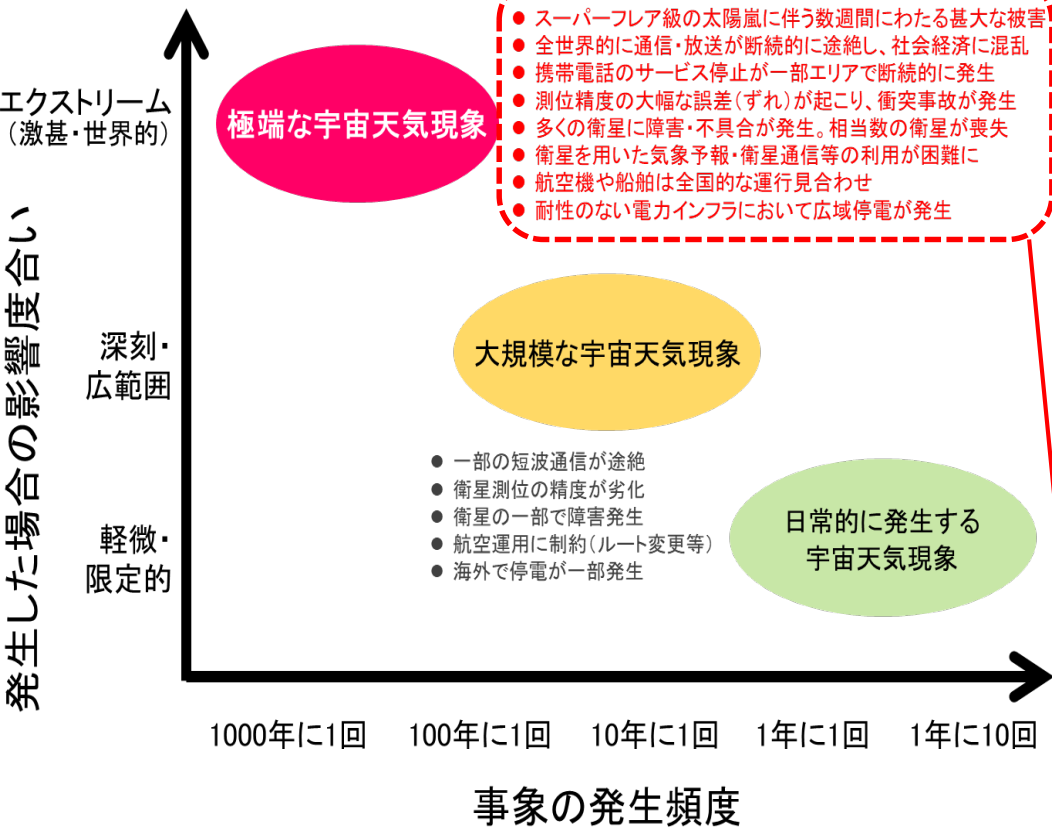 ● スーパーフレア級の太陽嵐に伴う数週間にわたる甚大な被害
● 全世界的に通信・放送が断続的に途絶し、社会経済に混乱
● 携帯電話のサービス停止が一部エリアで断続的に発生
● 測位精度の大幅な誤差(ずれ)が起こり、衝突事故が発生
● 多くの衛星に障害・不具合が発生。相当数の衛星が喪失
● 衛星を用いた気象予報・衛星通信等の利用が困難に
● 航空機や船舶は全国的な運行見合わせ
● 耐性のない電力インフラにおいて広域停電が発生
エクストリーム
(激甚・世界的)
極端な宇宙天気現象
発生した場合の影響度合い
深刻・
広範囲
大規模な宇宙天気現象
● 一部の短波通信が途絶
● 衛星測位の精度が劣化
● 衛星の一部で障害発生
● 航空運用に制約(ルート変更等)
● 海外で停電が一部発生
軽微・
限定的
日常的に発生する
宇宙天気現象
1000年に1回
100年に1回
10年に1回
1年に1回
1年に10回
事象の発生頻度